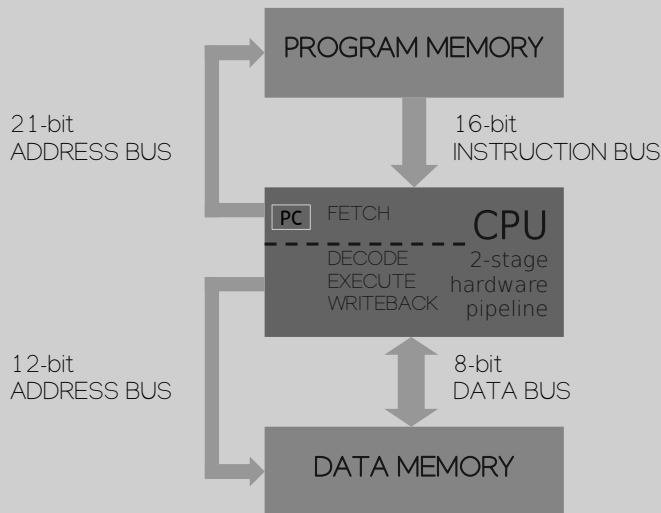 PROGRAM MEMORY
21-bit
ADDRESS BUS
16-bit
INSTRUCTION BUS
PC FETCH
CPU
DECODE
EXECUTE
WRITEBACK
2-stage
hardware
pipeline
12-bit
ADDRESS BUS
8-bit
DATA BUS
DATA MEMORY